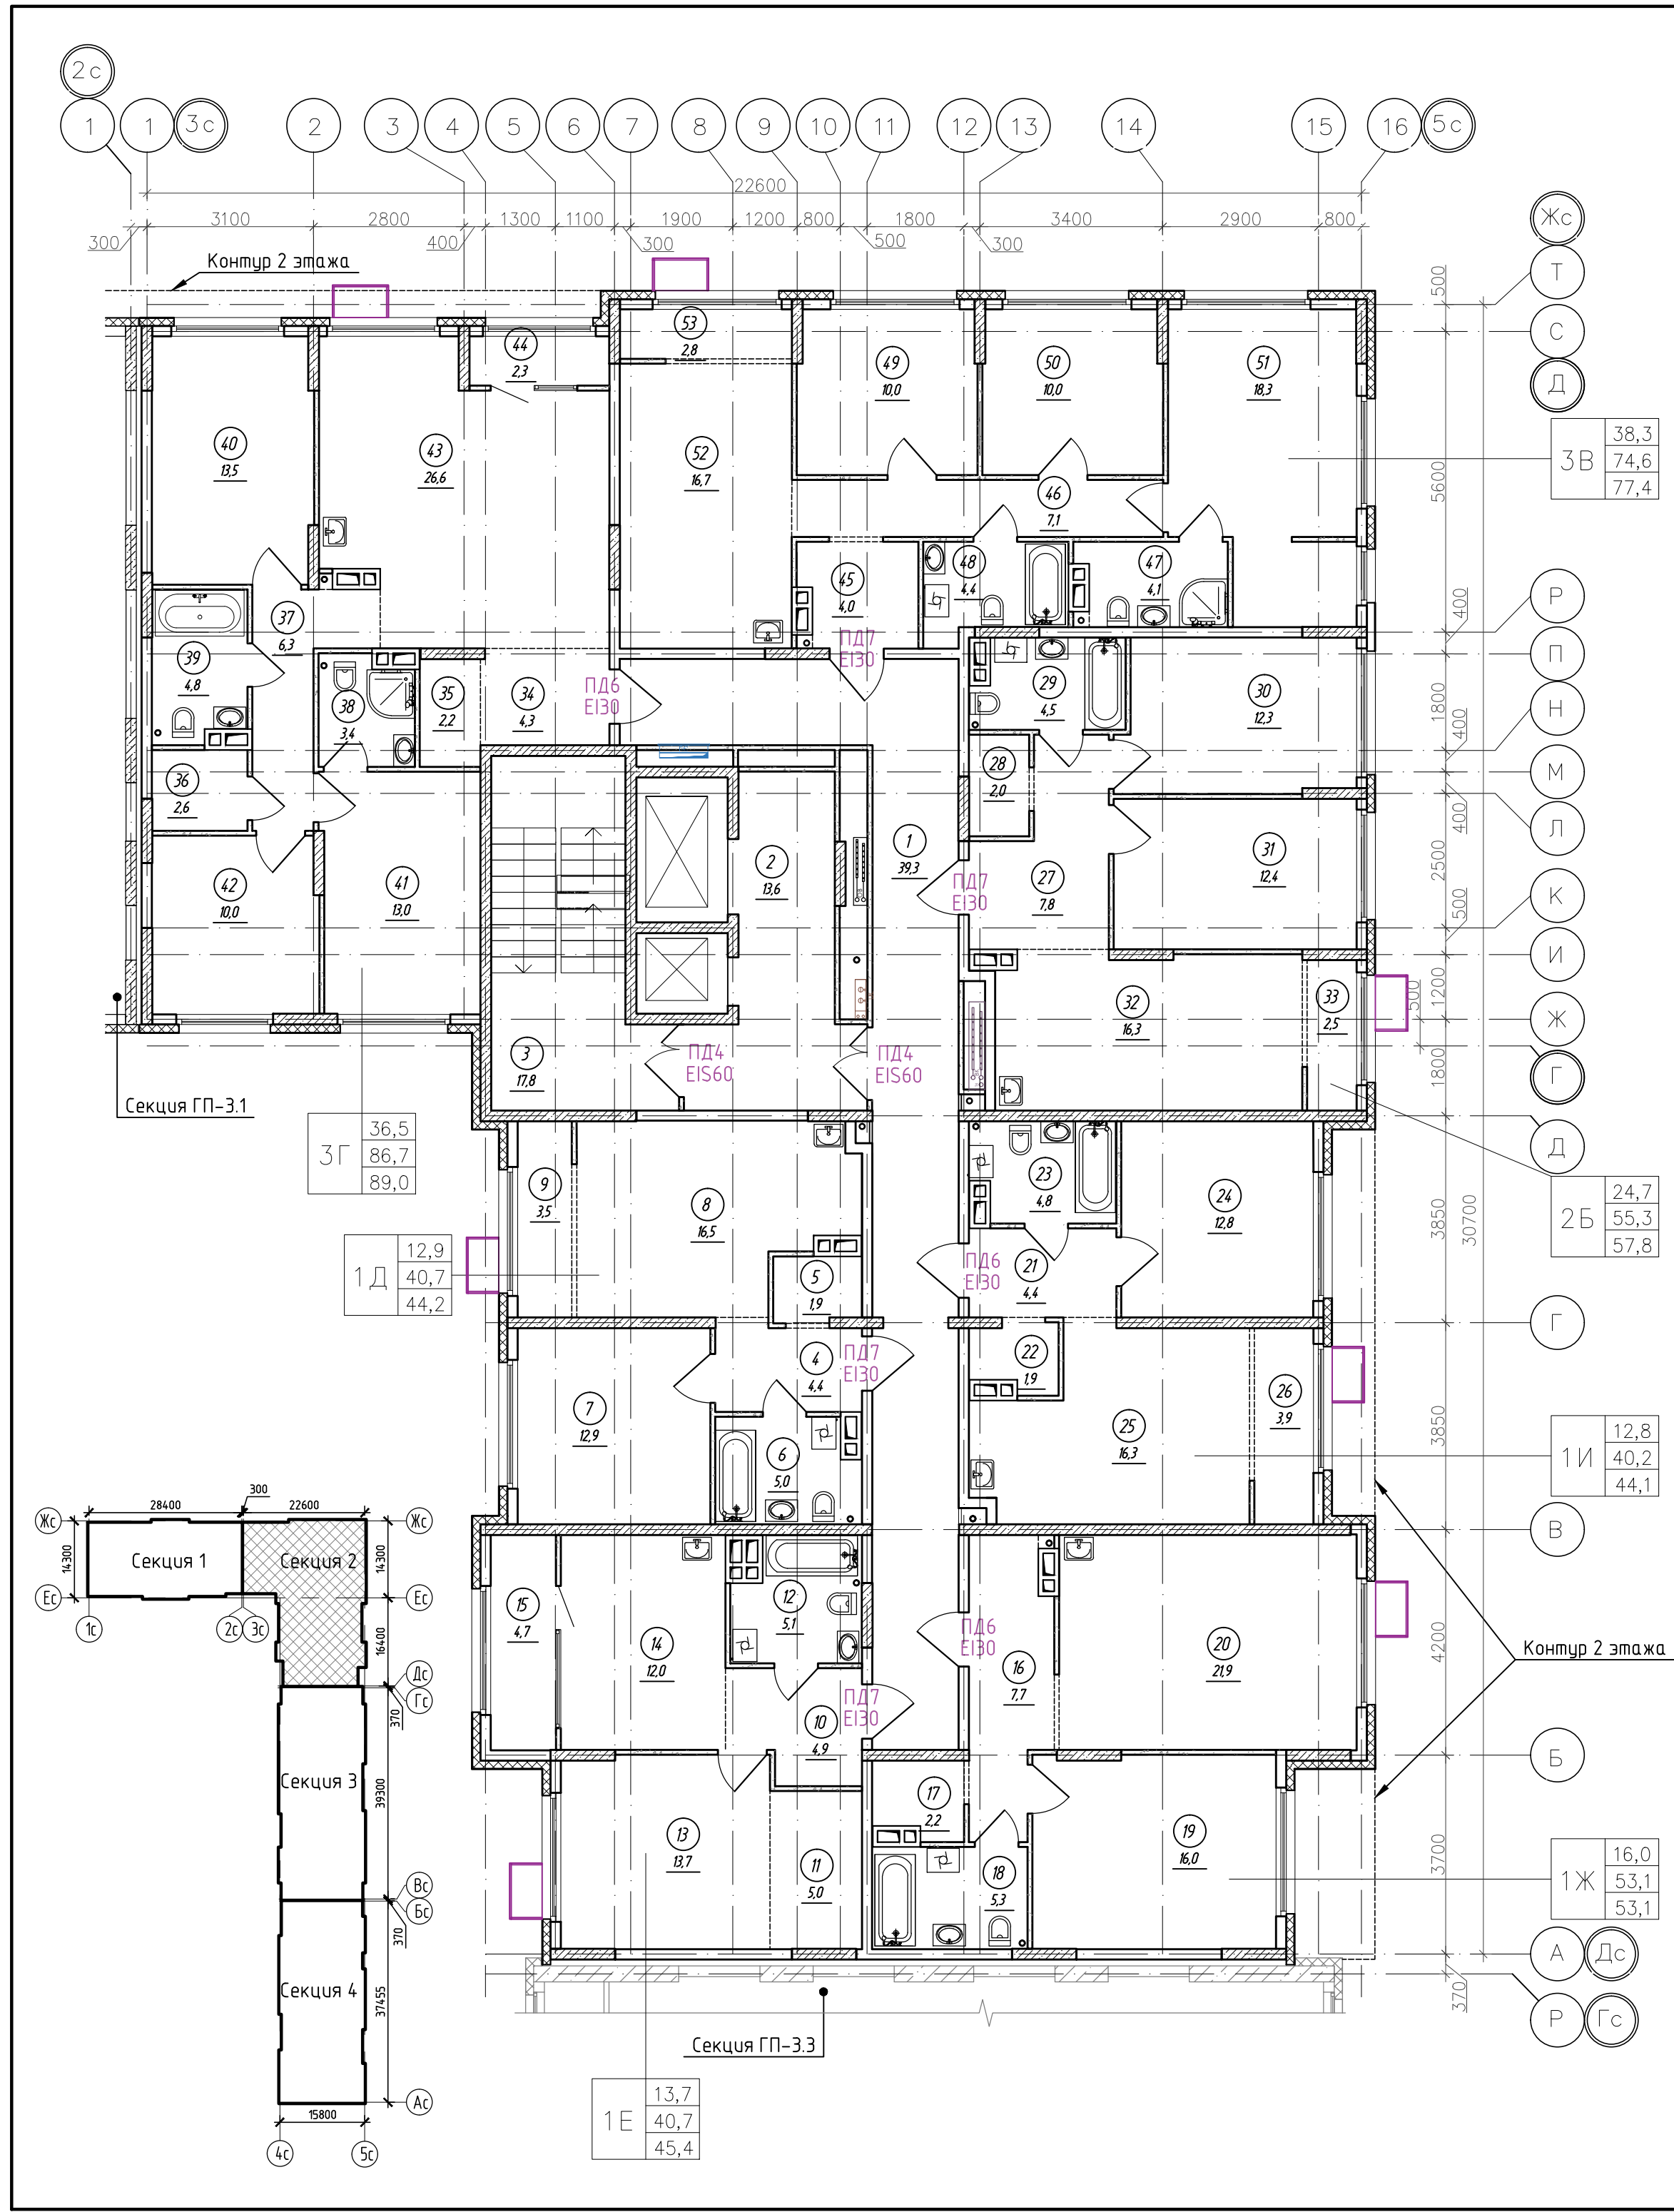 2с
1
1
3с
2
3
4
5
6
7
8
9
10
11
12
13
14
15
16
5с
22600
3100
2800
1300
1100
1900
1200
800
1800
3400
2900
800
300
400
300
500
300
Контур 2 этажа
Жс
Т
С
Д
500
5600
3В
38,3
74,6
77,4
53
2,8
44
2,3
49
10,0
50
10,0
51
18,3
40
13,5
43
26,6
52
16,7
46
7,1
45
4,0
48
4,4
47
4,1
37
6,3
39
4,8
38
3,4
35
2,2
34
4,3
ПД6
EI30
ПД7
EI30
29
4,5
30
12,3
28
2,0
Р
П
Н
М
Л
К
И
Ж
Г
Д
400
1800
400
400
2500
500
1200
500
1800
36
2,6
42
10,0
41
13,0
2
13,6
1
39,3
ПД7
EI30
27
7,8
31
12,4
32
16,3
33
2,5
3
17,8
ПД4
EIS60
ПД4
EIS60
Секция ГП-3.1
3Г
36,5
86,7
89,0
9
3,5
8
16,5
5
1,9
23
4,8
24
12,8
2Б
24,7
55,3
57,8
3850
30700
1Д
12,9
40,7
44,2
ПД6
EI30
21
4,4
Г
4
4,4
ПД7
EI30
22
1,9
26
3,9
7
12,9
6
5,0
25
16,3
3850
1И
12,8
40,2
44,1
В
15
4,7
14
12,0
12
5,1
ПД6
EI30
16
7,7
20
21,9
4200
Контур 2 этажа
10
4,9
ПД7
EI30
Б
17
2,2
13
13,7
11
5,0
18
5,3
19
16,0
3700
1Ж
16,0
53,1
53,1
А
Дс
370
Р
Гс
Секция ГП-3.3
1Е
13,7
40,7
45,4
28400
300
22600
Жс
Жс
14300
14300
Секция 1
Секция 2
Ес
Ес
1с
2с
3с
16400
Дс
Гс
370
Секция 3
39300
Вс
Бс
370
Секция 4
37455
Ас
15800
4с
5с